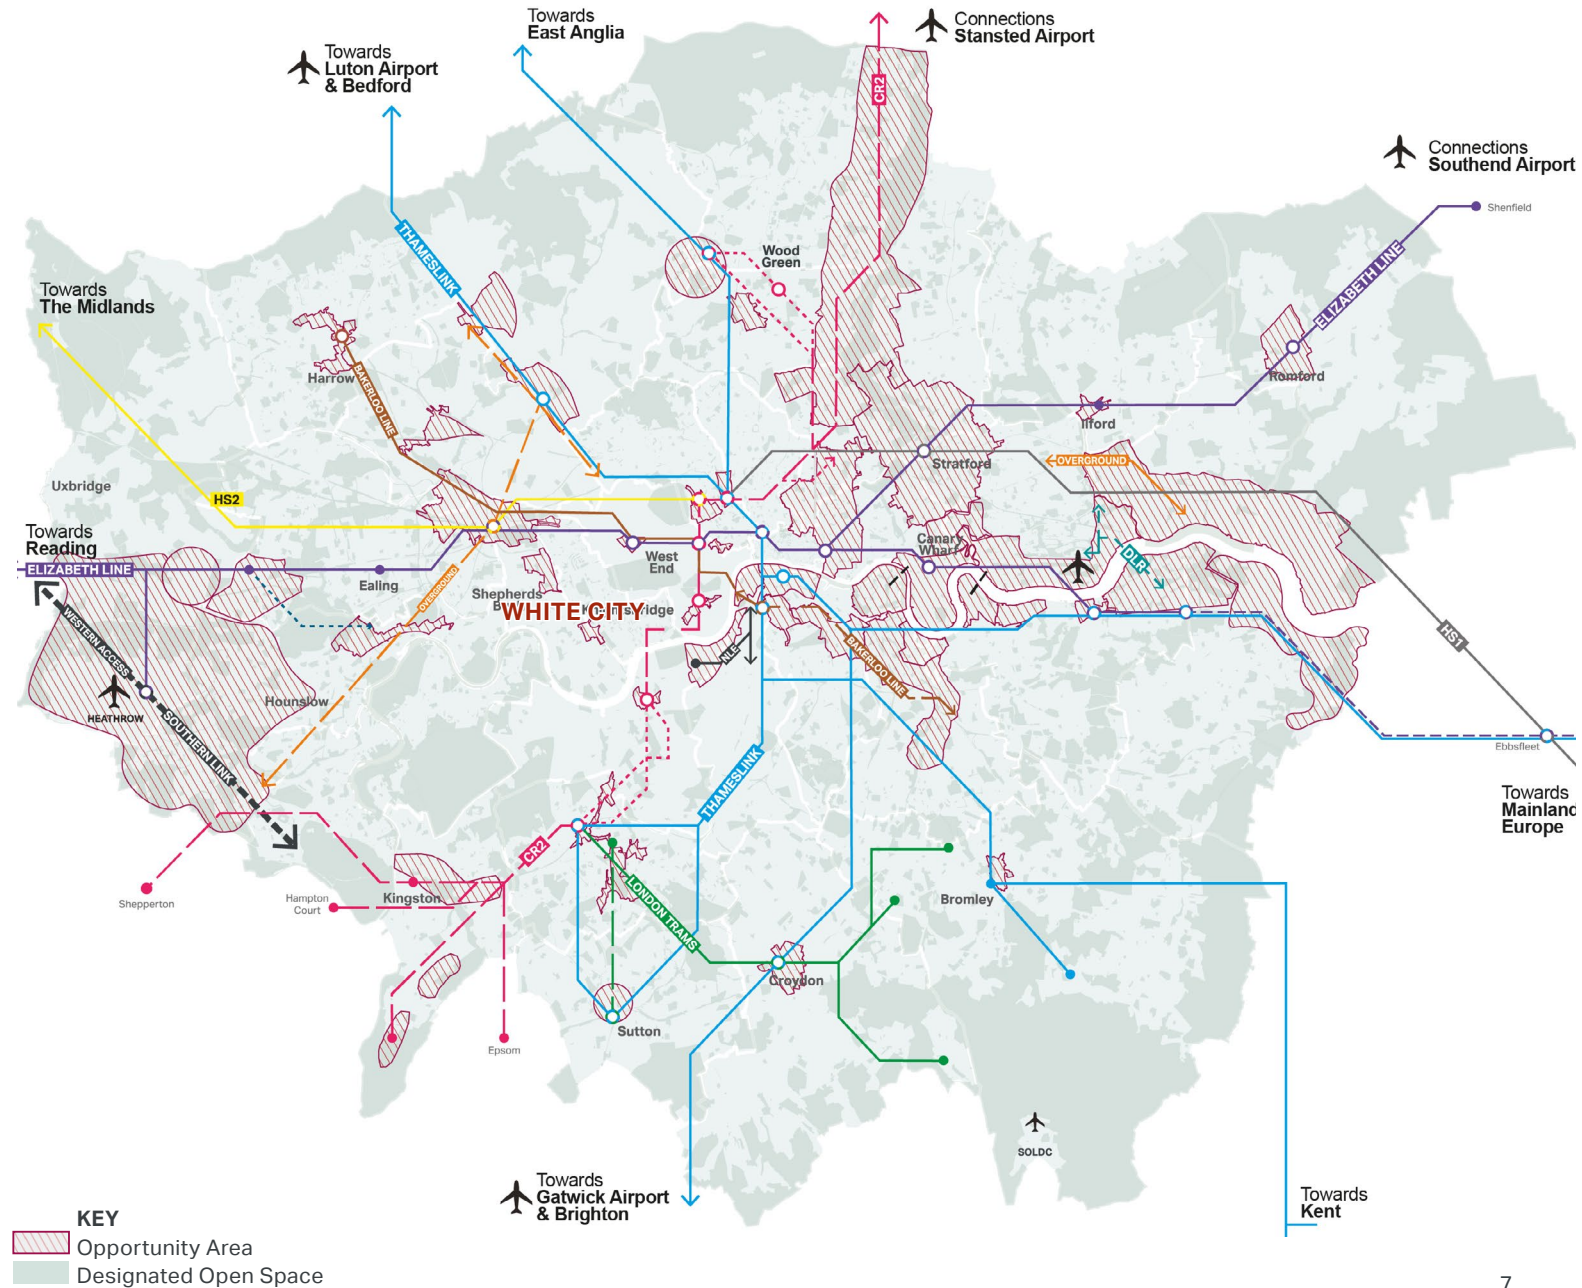 Towards
East Anglia
Connections
Stansted Airport
Towards
Luton Airport
& Bedford
CR2
Connections
Southend Airport
Shenfield
THAMESLINK
Wood
Green
ELIZABETH LINE
Towards
The Midlands
Harrow
BAKERLOO LINE
Romford
Ilford
Stratford
OVERGROUND
Uxbridge
HS2
Towards
Reading
ELIZABETH LINE
Ealing
West
End
Canary
Wharf
DLR
OVERGROUND
Shepherds
WHITE CITY
WESTERN ACCESS
HEATHROW
Hounslow
SOUTHERN LINK
NLE
BAKERLOO LINE
HS1
Ebbsfleet
Towards
Mainland
Europe
THAMESLINK
CR2
Shepperton
Hampton
Court
Kingston
LONDON TRAMS
Bromley
Croydon
Sutton
Epsom
SOLDC
Towards
Gatwick Airport
& Brighton
Towards
Kent
KEY
Opportunity Area
Designated Open Space
7